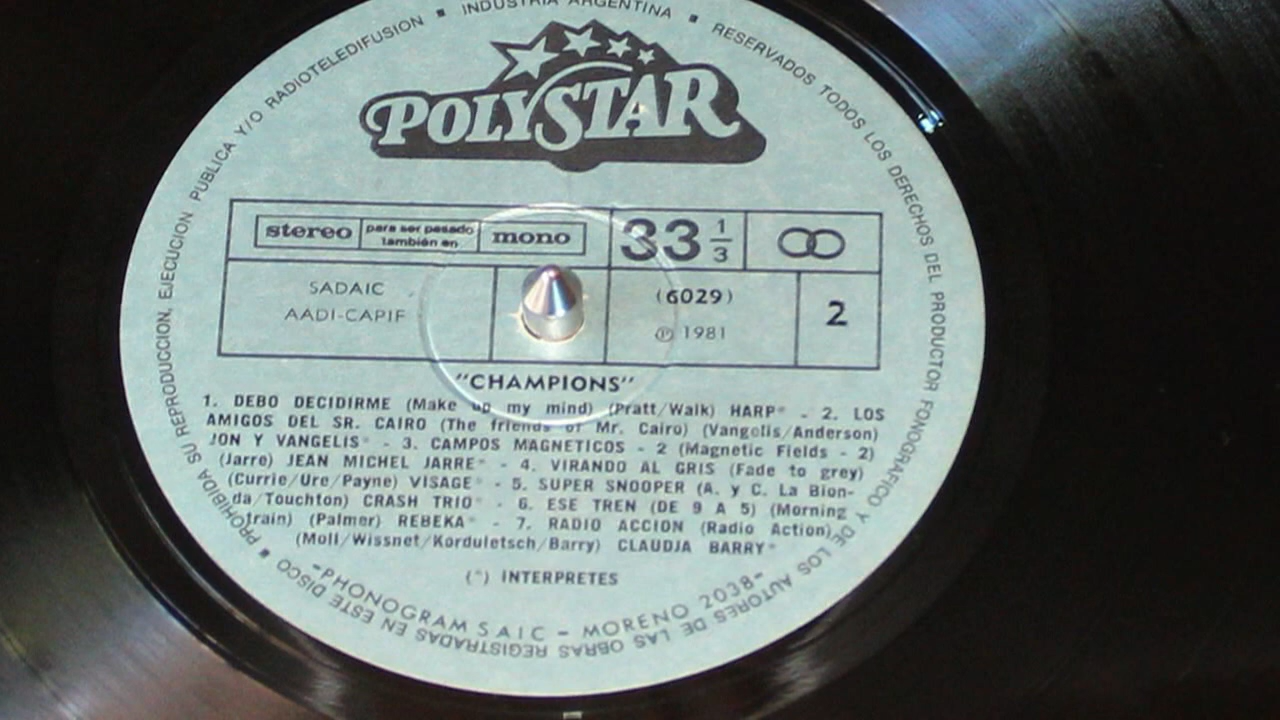 INDUSTRIA ARGENTINA ▪ RESERVADOS TODOS LOS DERECHOS DEL PRODUCTOR FONOGRAFICO Y DE LOS AUTORES DE LAS OBRAS REGISTRADAS EN ESTE DISCO ▪ PROHIBIDA SU REPRODUCCION, EJECUCION PUBLICA Y/O RADIOTELEDIFUSION ▪
POLYSTAR
stereo para ser pasado también en mono
33 1/3
SADAIC
AADI-CAPIF
(6029)
Ⓟ 1981
2
"CHAMPIONS"
1. DEBO DECIDIRME (Make up my mind) (Pratt/Walk) HARP* - 2. LOS
AMIGOS DEL SR. CAIRO (The friends of Mr. Cairo) (Vangelis/Anderson)
JON Y VANGELIS* - 3. CAMPOS MAGNETICOS - 2 (Magnetic Fields - 2)
(Jarre) JEAN MICHEL JARRE* - 4. VIRANDO AL GRIS (Fade to grey)
(Currie/Ure/Payne) VISAGE* - 5. SUPER SNOOPER (A. y C. La Bion-
da/Touchton) CRASH TRIO* - 6. ESE TREN (DE 9 A 5) (Morning
Train) (Palmer) REBEKA* - 7. RADIO ACCION (Radio Action)
(Moll/Wissnet/Korduletsch/Barry) CLAUDJA BARRY*
(*) INTERPRETES
-PHONOGRAM S A I C - MORENO 2038-